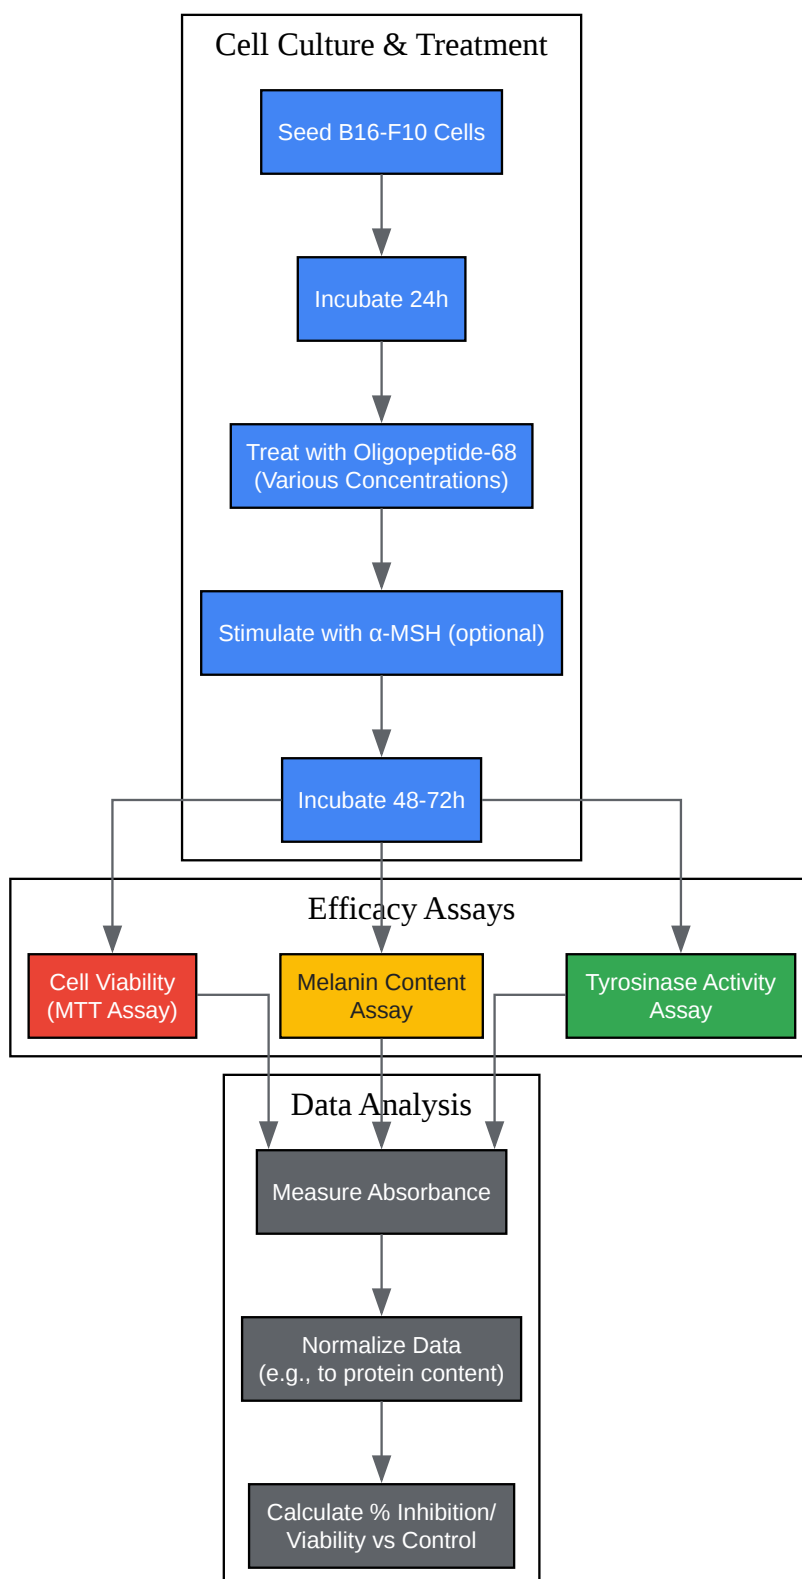 Cell Culture & Treatment
Seed B16-F10 Cells
Incubate 24h
Treat with Oligopeptide-68
(Various Concentrations)
Stimulate with α-MSH (optional)
Incubate 48-72h
Efficacy Assays
Cell Viability
(MTT Assay)
Melanin Content
Assay
Tyrosinase Activity
Assay
Data Analysis
Measure Absorbance
Normalize Data
(e.g., to protein content)
Calculate % Inhibition/
Viability vs Control